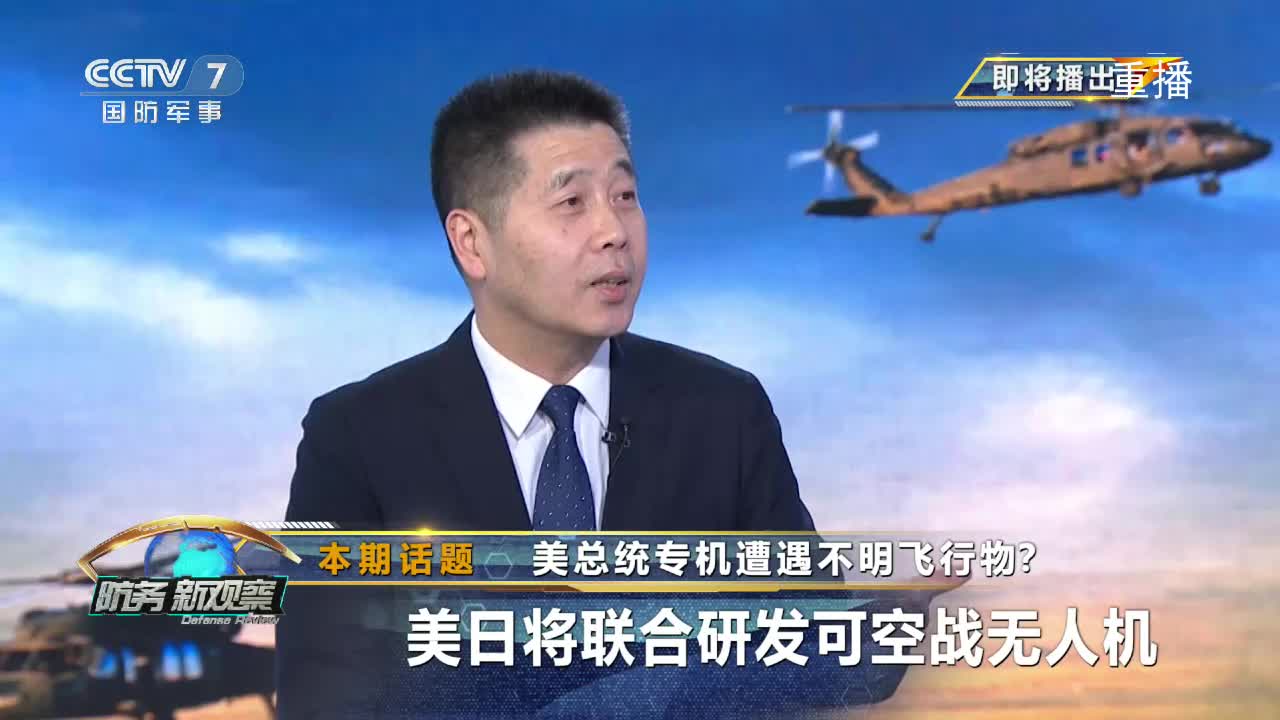 CCTV 7
国防军事
即将播出
重播
本期话题 美总统专机遭遇不明飞行物?
防务新观察
Defense Review
美日将联合研发可空战无人机